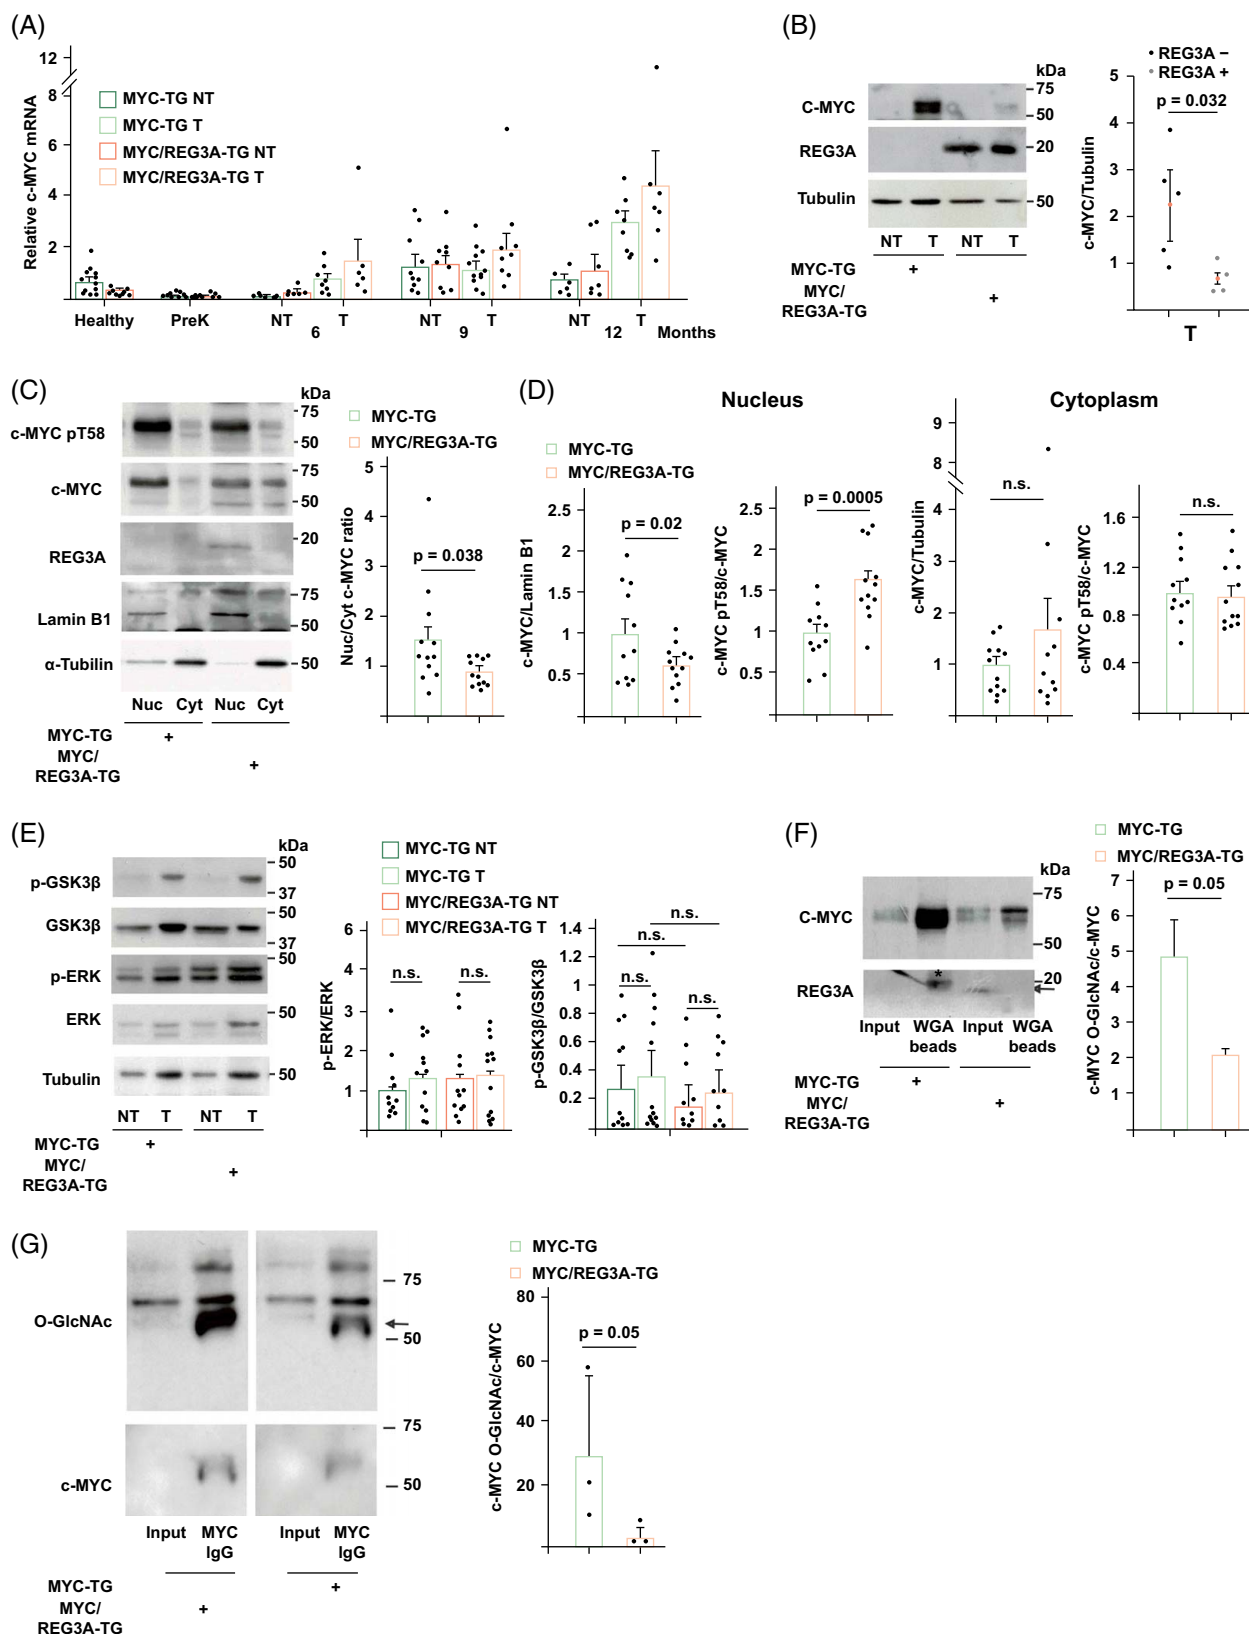 (A)
12
8
6
4
2
Relative c-MYC mRNA
MYC-TG NT
MYC-TG T
MYC/REG3A-TG NT
MYC/REG3A-TG T
Healthy PreK NT T NT T NT T
6 9 12 Months
(B)
kDa
C-MYC
75
50
REG3A
20
Tubulin
50
NT T NT T
MYC-TG +
MYC/
REG3A-TG +
REG3A –
REG3A +
p = 0.032
5
4
3
2
1
c-MYC/Tubulin
T
(C)
kDa
c-MYC pT58
75
50
c-MYC
75
50
REG3A
20
Lamin B1
75
50
α-Tubilin
50
Nuc Cyt Nuc Cyt
MYC-TG +
MYC/
REG3A-TG +
MYC-TG
MYC/REG3A-TG
5
4
3
2
1
Nuc/Cyt c-MYC ratio
p = 0.038
(D)
Nucleus
Cytoplasm
MYC-TG
MYC/REG3A-TG
2.5
2
1.5
1
0.5
c-MYC/Lamin B1
p = 0.02
2.5
2
1.5
1
0.5
c-MYC pT58/c-MYC
p = 0.0005
9
8
4
3
2
1
c-MYC/Tubulin
n.s.
1.6
1.2
0.8
0.4
c-MYC pT58/c-MYC
n.s.
(E)
kDa
p-GSK3β
50
37
GSK3β
50
37
p-ERK
50
ERK
50
Tubulin
50
NT T NT T
MYC-TG +
MYC/
REG3A-TG +
MYC-TG NT
MYC-TG T
MYC/REG3A-TG NT
MYC/REG3A-TG T
6
4
3
2
1
p-ERK/ERK
n.s. n.s.
1.4
1.2
1
0.8
0.6
0.4
0.2
p-GSK3β/GSK3β
n.s.
n.s.
n.s.
n.s.
(F)
kDa
C-MYC
75
50
REG3A
*
20
Input WGA Input WGA
beads beads
MYC-TG +
MYC/
REG3A-TG +
MYC-TG
MYC/REG3A-TG
7
6
5
4
3
2
1
c-MYC O-GlcNAc/c-MYC
p = 0.05
(G)
O-GlcNAc
75
50
c-MYC
75
50
Input MYC Input MYC
IgG IgG
MYC-TG +
MYC/
REG3A-TG +
MYC-TG
MYC/REG3A-TG
80
60
40
20
c-MYC O-GlcNAc/c-MYC
p = 0.05